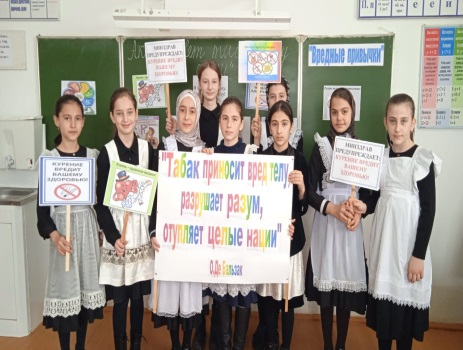 МИНЗДРАВ
ПРЕДУПРЕЖДАЕТ:
КУРЕНИЕ ВРЕДИТ
ВАШЕМУ
ЗДОРОВЬЮ
"Вредные привычки"
КУРЕНИЕ
ВРЕДИТ
ВАШЕМУ
ЗДОРОВЬЮ
МИНЗДРАВ
ПРЕДУПРЕЖДАЕТ:
КУРЕНИЕ ВРЕДИТ
ВАШЕМУ
ЗДОРОВЬЮ
"Табак приносит вред телу,
разрушает разум,
отупляет целые нации"
О.Де Бальзак